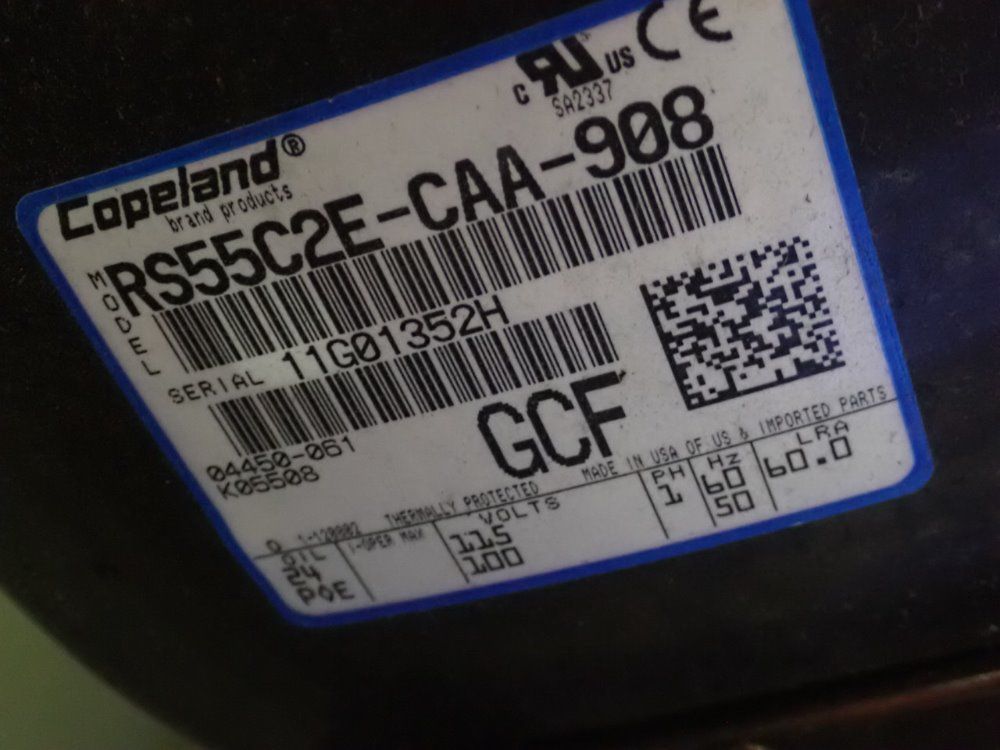 Copeland®
brand products
C US CE
SA2337
MODEL RS55C2E-CAA-908
SERIAL 11G01352H
GCF
04450-061
K05508
THERMALLY PROTECTED MADE IN USA OF US & IMPORTED PARTS
OIL I-OPER MAX VOLTS PH Hz LRA
24 115 1 60 60.0
POE 100 50